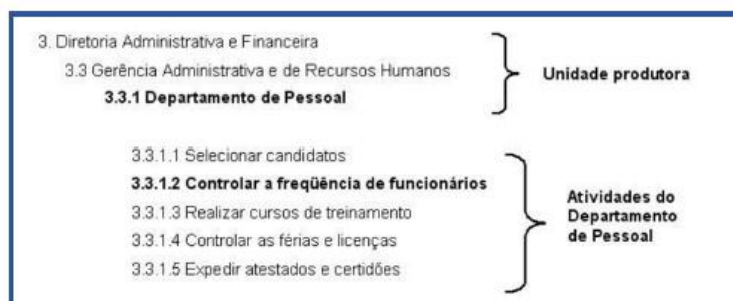 3. Diretoria Administrativa e Financeira
3.3 Gerência Administrativa e de Recursos Humanos
3.3.1 Departamento de Pessoal
Unidade produtora
3.3.1.1 Selecionar candidatos
3.3.1.2 Controlar a freqüência de funcionários
3.3.1.3 Realizar cursos de treinamento
3.3.1.4 Controlar as férias e licenças
3.3.1.5 Expedir atestados e certidões
Atividades do
Departamento
de Pessoal